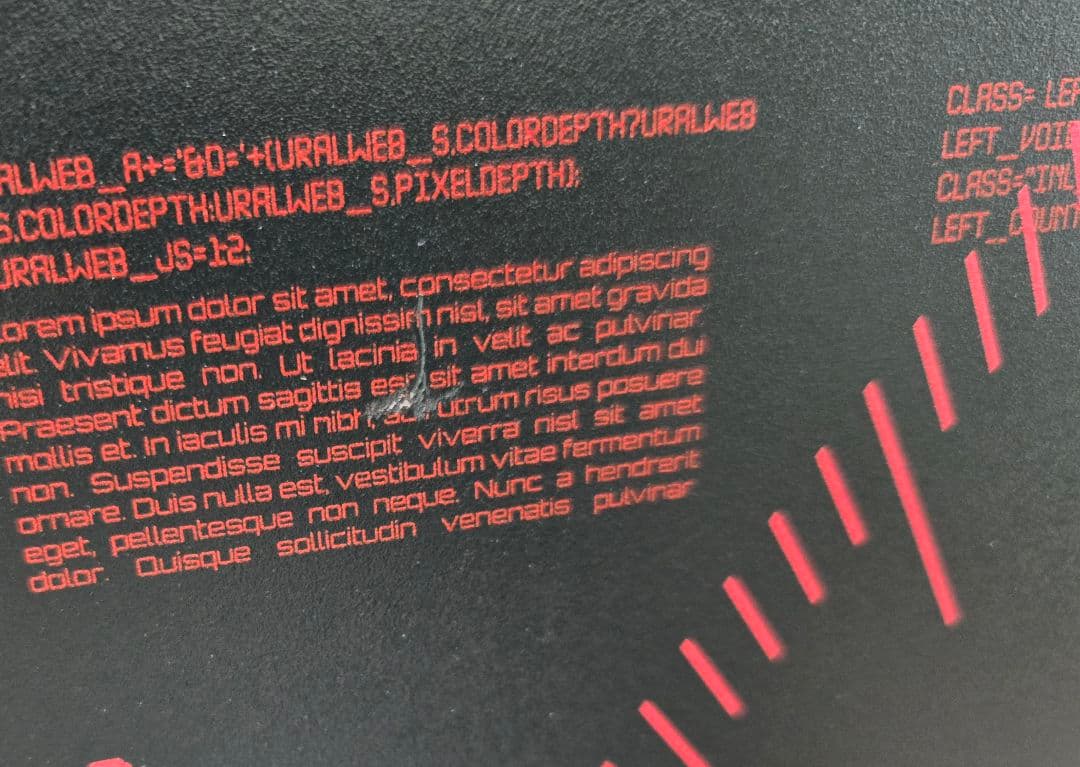 ALWEB_A+='&D='+(URALWEB_S.COLORDEPTH?URALWEB
S.COLORDEPTH:URALWEB_S.PIXELDEPTH);
URALWEB_JS=1.2;
Lorem ipsum dolor sit amet, consectetur adipiscing
elit. Vivamus feugiat dignissim nisl, sit amet gravida
nisi tristique non. Ut lacinia in velit ac pulvinar.
Praesent dictum sagittis est, sit amet interdum dui
mollis et. In iaculis mi nibh, rutrum risus posuere
non. Suspendisse suscipit viverra nisl sit amet
ornare. Duis nulla est, vestibulum vitae fermentum
eget, pellentesque non neque. Nunc a hendrerit
dolor. Quisque sollicitudin venenatis pulvinar
CLASS= LEF
LEFT_VOI
CLASS="INL
LEFT_COUNT